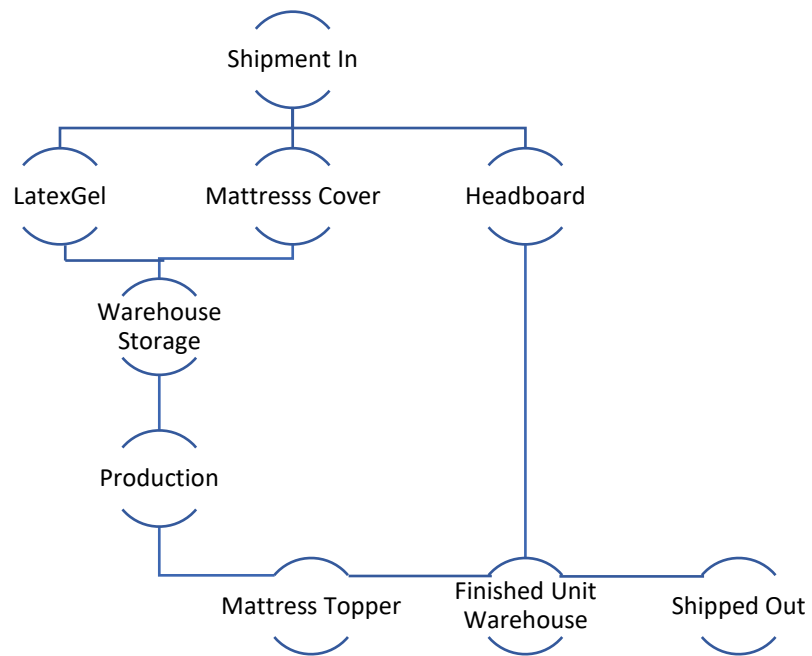 Shipment In
LatexGel
Mattresss Cover
Headboard
Warehouse
Storage
Production
Mattress Topper
Finished Unit
Warehouse
Shipped Out